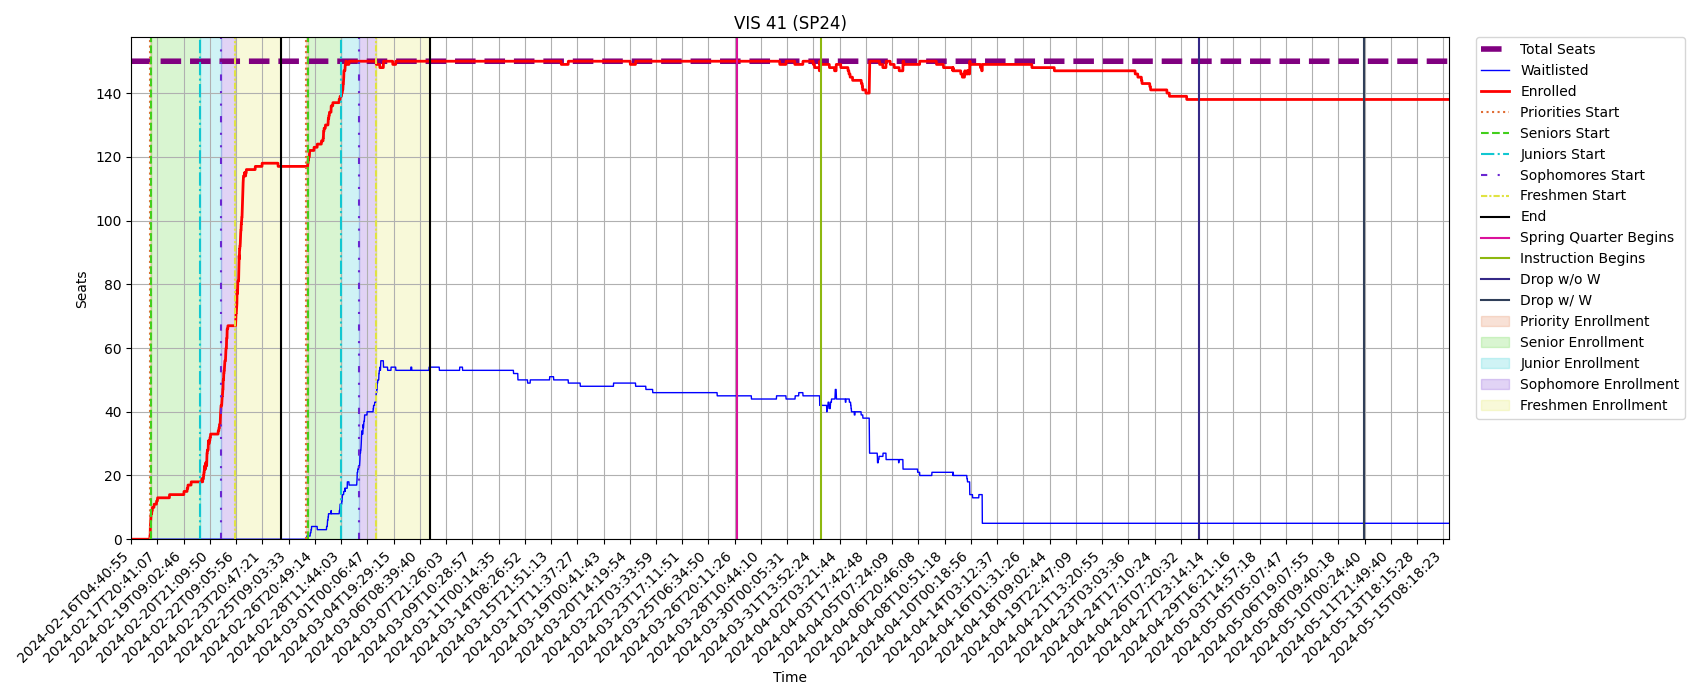 VIS 41 (SP24)
Seats
140
120
100
80
60
40
20
0
2024-02-16T04:40:55
2024-02-17T20:41:07
2024-02-19T09:02:46
2024-02-20T21:09:50
2024-02-22T09:05:56
2024-02-23T20:47:21
2024-02-25T09:03:33
2024-02-26T20:49:14
2024-02-28T11:44:03
2024-03-01T00:06:47
2024-03-04T19:29:15
2024-03-06T08:39:40
2024-03-07T21:26:03
2024-03-09T10:28:57
2024-03-11T00:14:35
2024-03-14T08:26:52
2024-03-15T21:51:13
2024-03-17T11:37:27
2024-03-19T00:41:43
2024-03-20T14:19:54
2024-03-22T03:33:59
2024-03-23T17:11:51
2024-03-25T06:34:50
2024-03-26T20:11:26
2024-03-28T10:44:10
2024-03-30T00:05:31
2024-03-31T13:52:24
2024-04-02T03:21:44
2024-04-03T17:42:48
2024-04-05T07:24:09
2024-04-06T20:46:08
2024-04-08T10:51:18
2024-04-10T00:18:56
2024-04-14T03:12:37
2024-04-16T01:31:26
2024-04-18T09:02:44
2024-04-19T22:47:09
2024-04-21T13:20:55
2024-04-23T03:03:36
2024-04-24T17:10:24
2024-04-26T07:20:32
2024-04-27T23:14:14
2024-04-29T16:21:16
2024-05-03T14:57:18
2024-05-05T05:07:47
2024-05-06T19:07:55
2024-05-08T09:40:18
2024-05-10T00:24:40
2024-05-11T21:49:40
2024-05-13T18:15:28
2024-05-15T08:18:23
Time
Total Seats
Waitlisted
Enrolled
Priorities Start
Seniors Start
Juniors Start
Sophomores Start
Freshmen Start
End
Spring Quarter Begins
Instruction Begins
Drop w/o W
Drop w/ W
Priority Enrollment
Senior Enrollment
Junior Enrollment
Sophomore Enrollment
Freshmen Enrollment